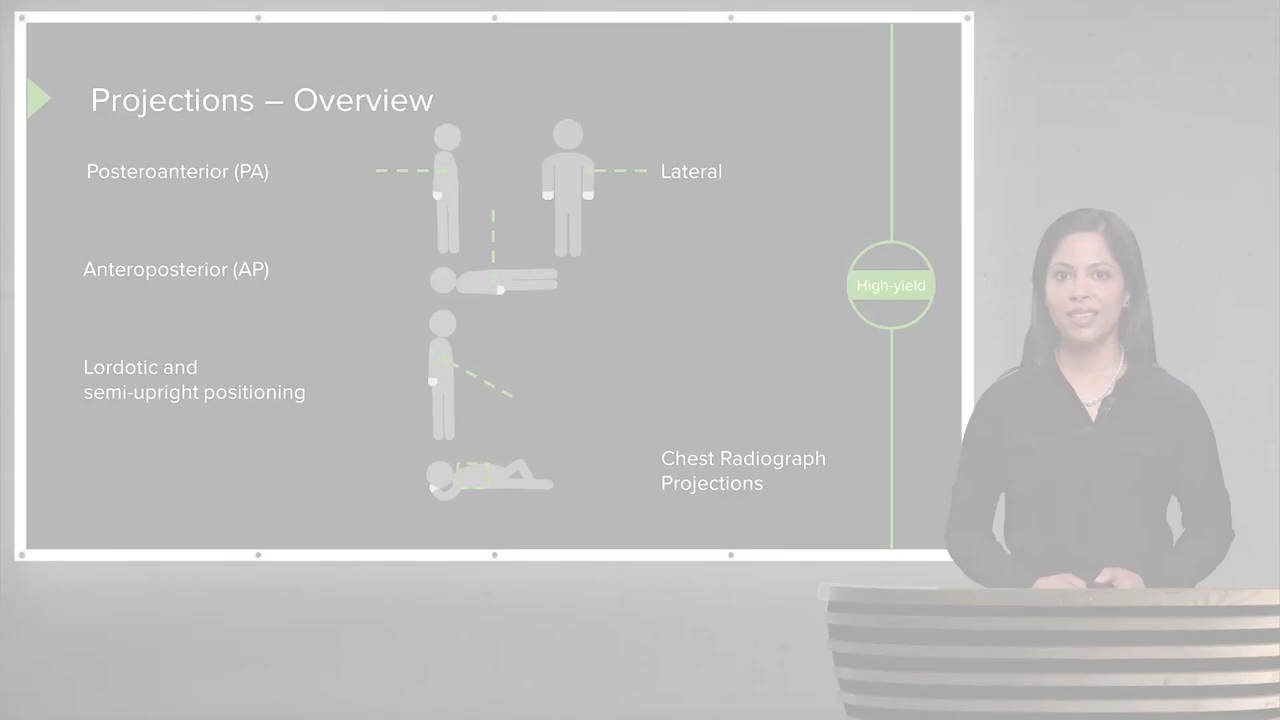 Projections – Overview
Posteroanterior (PA)
Lateral
Anteroposterior (AP)
High-yield
Lordotic and
semi-upright positioning
Chest Radiograph
Projections